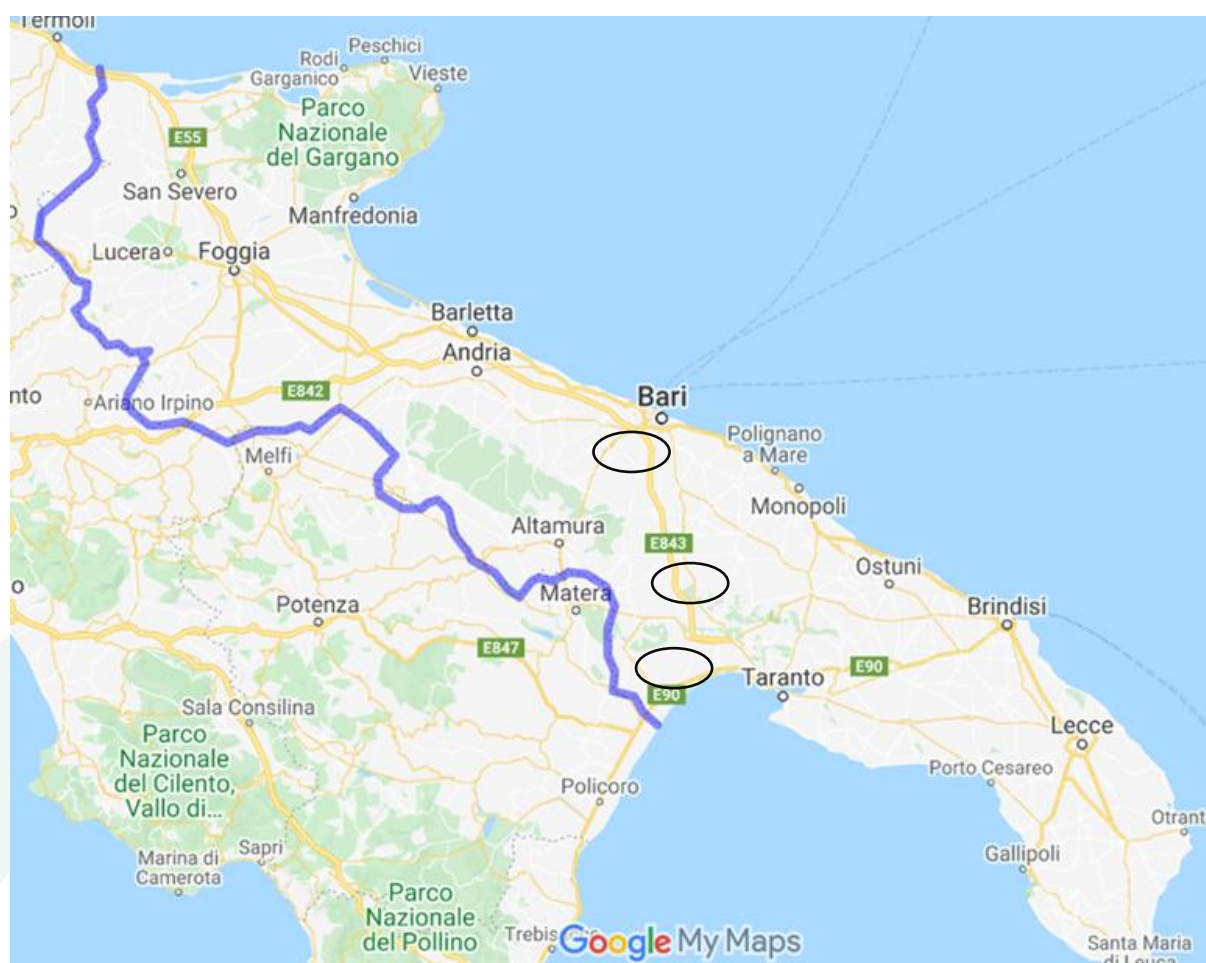 Termoli
Rodi
Garganico
Peschici
Vieste
Parco
Nazionale
del Gargano
E55
San Severo
Manfredonia
Lucera
Foggia
Barletta
Andria
E842
nto
Ariano Irpino
Bari
Polignano
a Mare
Melfi
Monopoli
Altamura
E843
Ostuni
o
Matera
Brindisi
Potenza
E847
E90
Taranto
E90
Sala Consilina
Lecce
Parco
Nazionale
del Cilento,
Vallo di...
Porto Cesareo
Policoro
Otrant
Marina di
Camerota
Sapri
Gallipoli
Parco
Nazionale
del Pollino
Google My Maps
Santa Maria